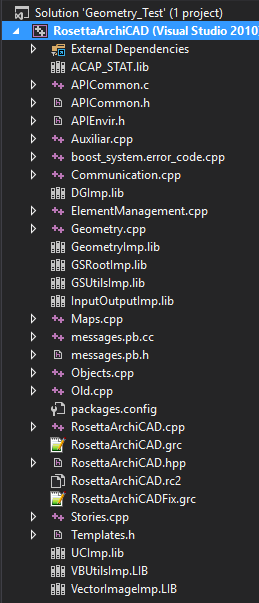 Solution 'Geometry_Test' (1 project)
RosettaArchiCAD (Visual Studio 2010)
External Dependencies
ACAP_STAT.lib
APICommon.c
APICommon.h
APIEnvir.h
Auxiliar.cpp
boost_system.error_code.cpp
Communication.cpp
DGImp.lib
ElementManagement.cpp
Geometry.cpp
GeometryImp.lib
GSRootImp.lib
GSUtilsImp.lib
InputOutputImp.lib
Maps.cpp
messages.pb.cc
messages.pb.h
Objects.cpp
Old.cpp
packages.config
RosettaArchiCAD.cpp
RosettaArchiCAD.grc
RosettaArchiCAD.hpp
RosettaArchiCAD.rc2
RosettaArchiCADFix.grc
Stories.cpp
Templates.h
UCImp.lib
VBUtilsImp.LIB
VectorImageImp.LIB